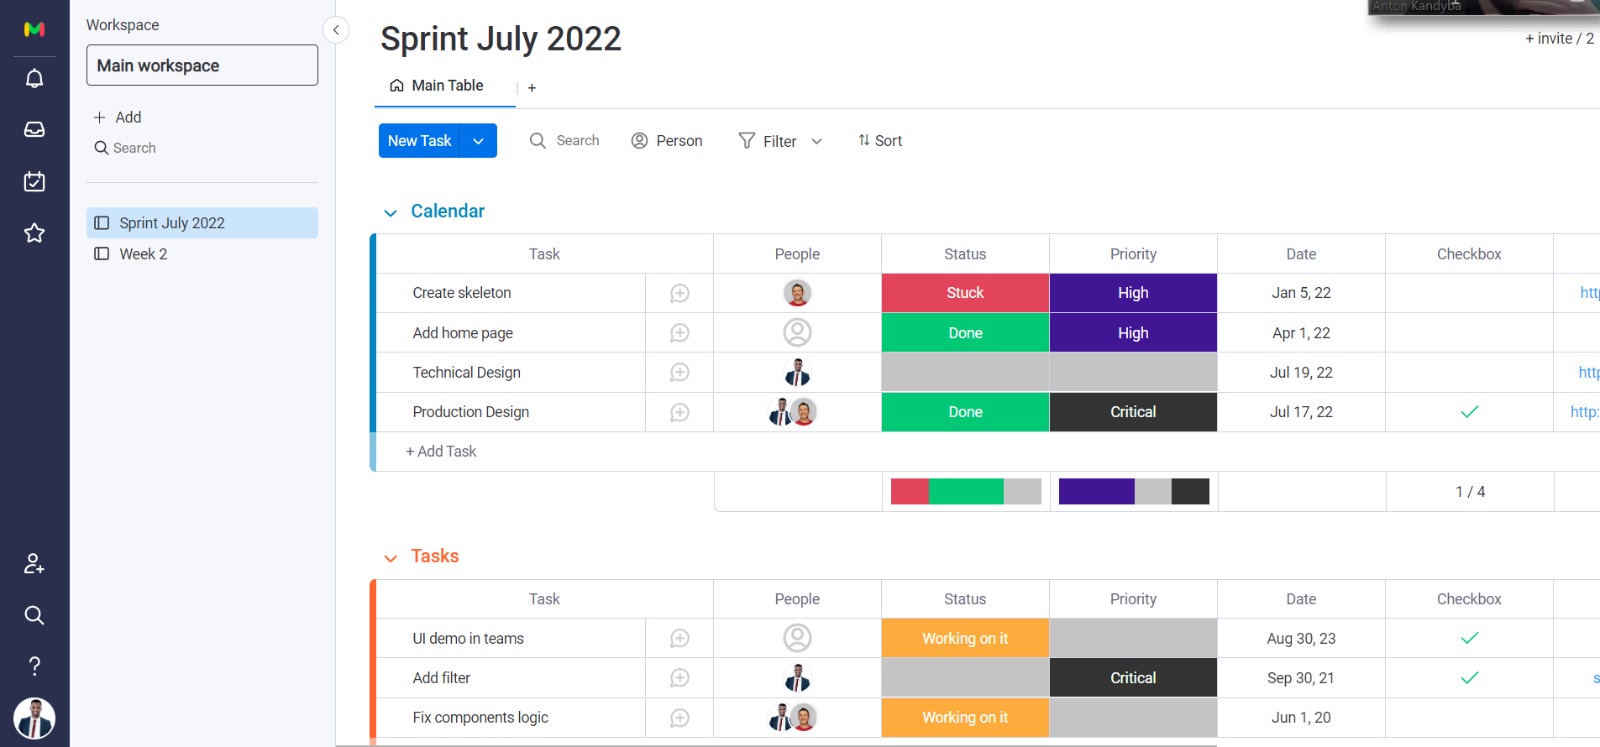 Workspace
Main workspace
+ Add
Search
Sprint July 2022
Week 2
Anton Kandyba
Sprint July 2022
+ invite / 2
Main Table
+
New Task
Search
Person
Filter
Sort
Calendar
Task People Status Priority Date Checkbox
Create skeleton Stuck High Jan 5, 22 htt
Add home page Done High Apr 1, 22
Technical Design Jul 19, 22 htt
Production Design Done Critical Jul 17, 22 http:
+ Add Task
1 / 4
Tasks
Task People Status Priority Date Checkbox
UI demo in teams Working on it Aug 30, 23
Add filter Critical Sep 30, 21 s
Fix components logic Working on it Jun 1, 20